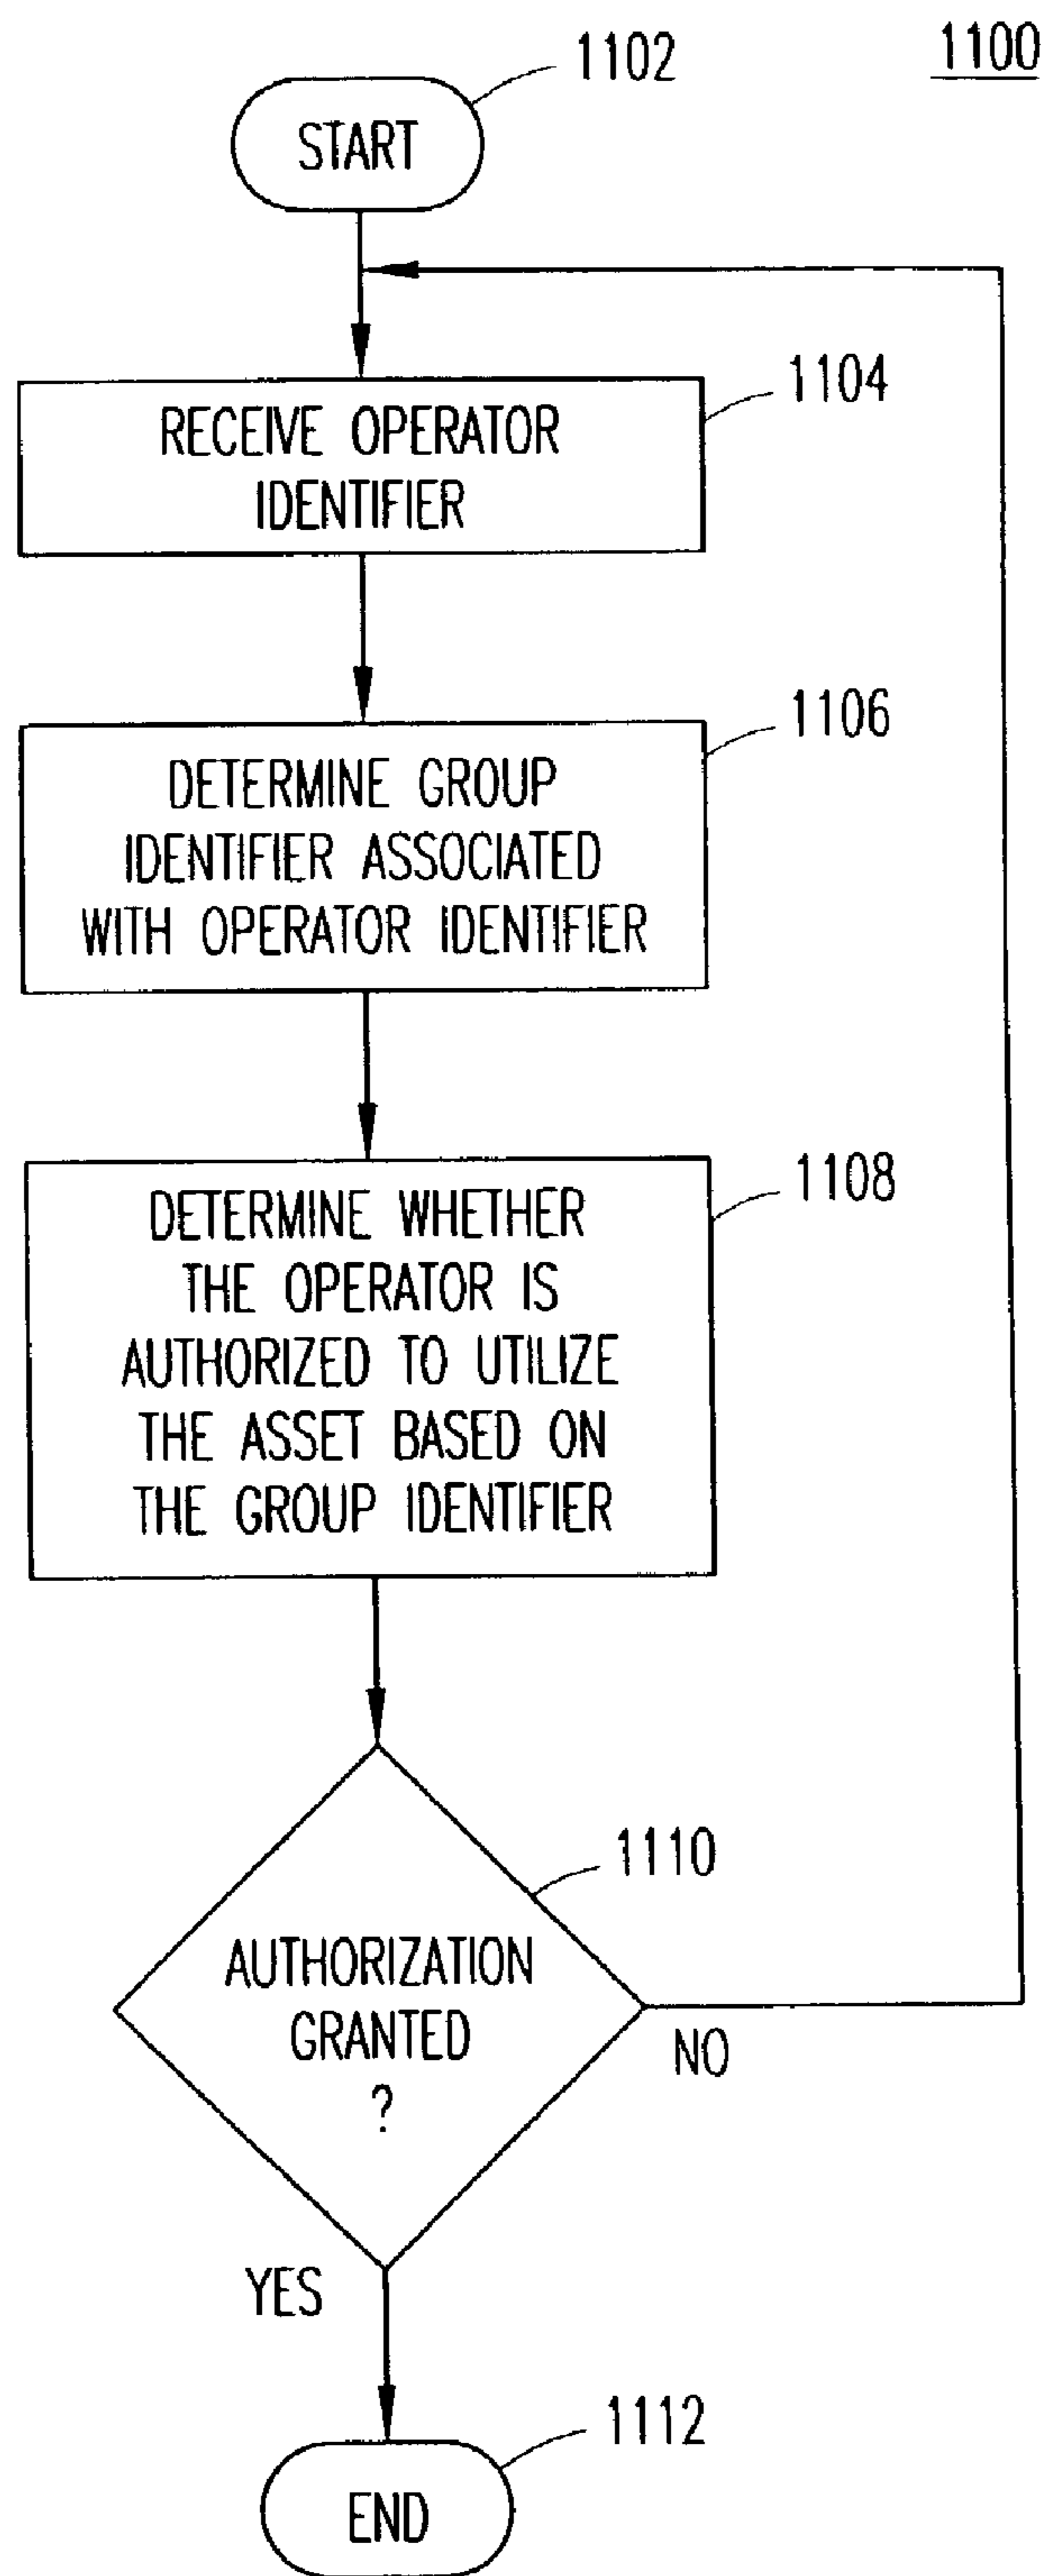 1100
1102
START
1104
RECEIVE OPERATOR
IDENTIFIER
1106
DETERMINE GROUP
IDENTIFIER ASSOCIATED
WITH OPERATOR IDENTIFIER
1108
DETERMINE WHETHER
THE OPERATOR IS
AUTHORIZED TO UTILIZE
THE ASSET BASED ON
THE GROUP IDENTIFIER
1110
AUTHORIZATION
GRANTED
?
NO
YES
1112
END